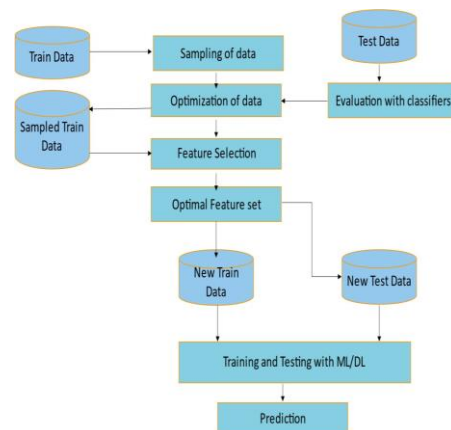 Train Data
Sampling of data
Test Data
Sampled Train
Data
Optimization of data
Evaluation with classifiers
Feature Selection
Optimal Feature set
New Train
Data
New Test Data
Training and Testing with ML/DL
Prediction